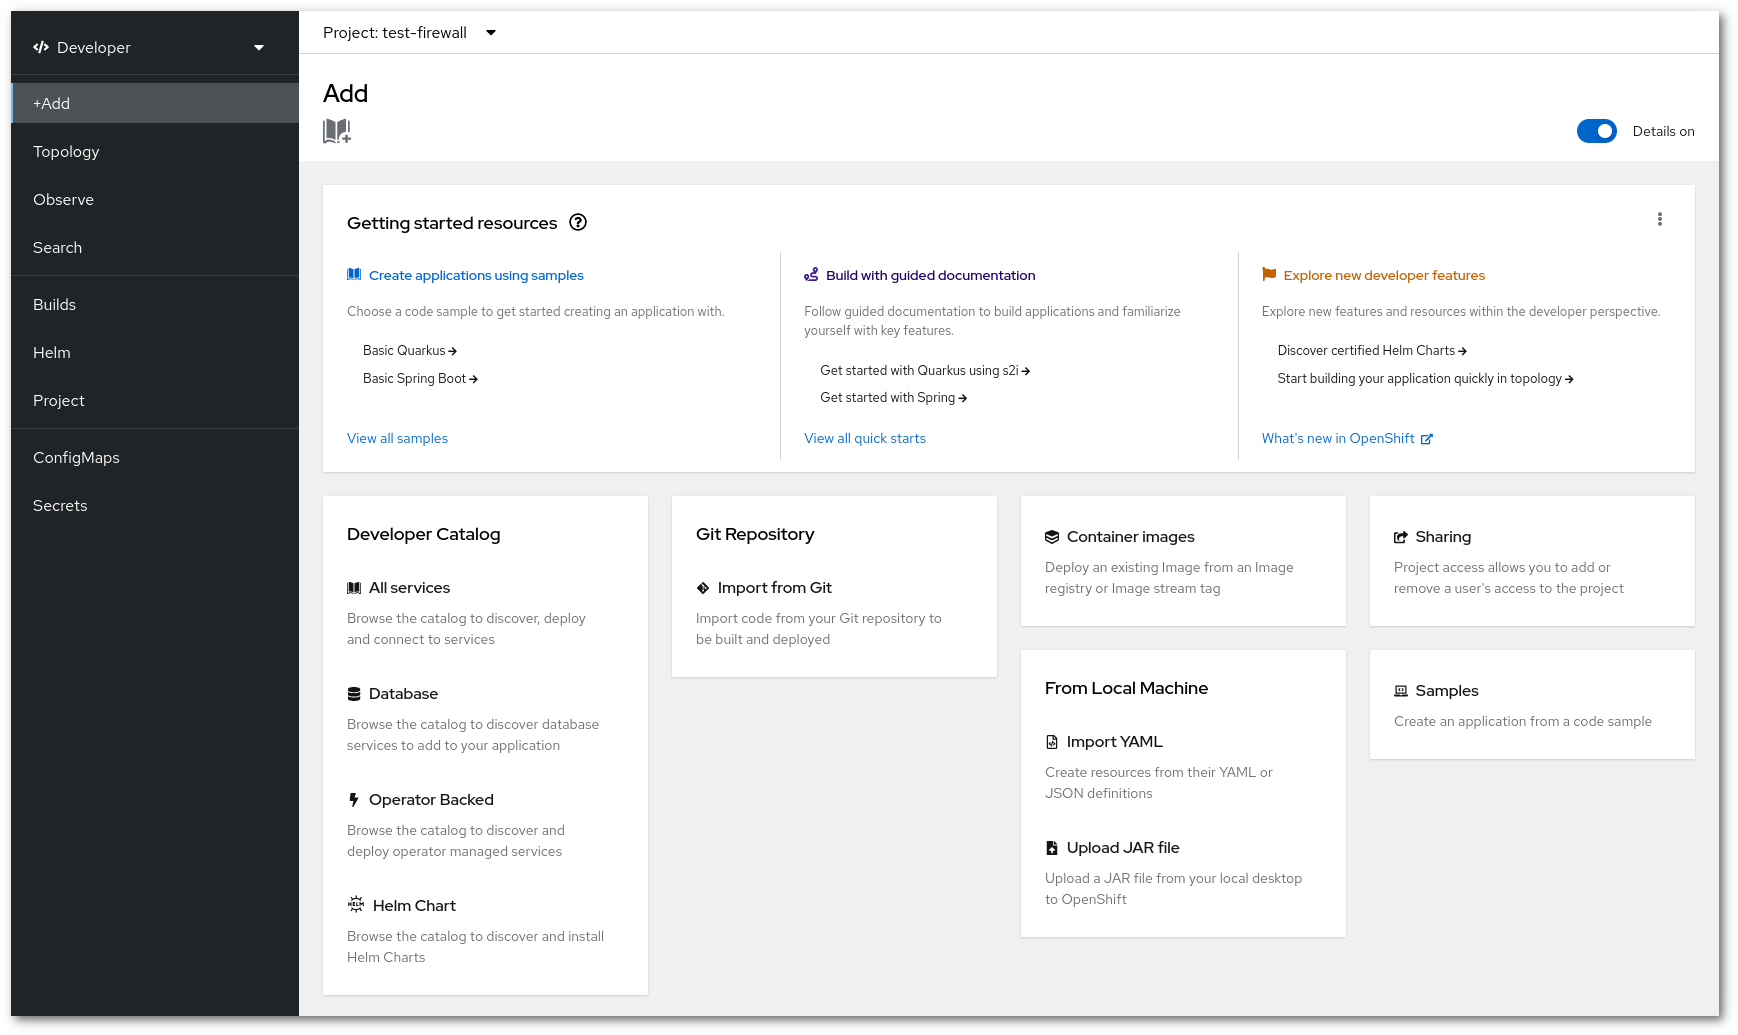 Developer
+Add
Topology
Observe
Search
Builds
Helm
Project
ConfigMaps
Secrets
Project: test-firewall
Add
Details on
Getting started resources
Create applications using samples
Choose a code sample to get started creating an application with.
Basic Quarkus
Basic Spring Boot
View all samples
Build with guided documentation
Follow guided documentation to build applications and familiarize
yourself with key features.
Get started with Quarkus using s2i
Get started with Spring
View all quick starts
Explore new developer features
Explore new features and resources within the developer perspective.
Discover certified Helm Charts
Start building your application quickly in topology
What's new in OpenShift
Developer Catalog
All services
Browse the catalog to discover, deploy
and connect to services
Database
Browse the catalog to discover database
services to add to your application
Operator Backed
Browse the catalog to discover and
deploy operator managed services
HELM
Helm Chart
Browse the catalog to discover and install
Helm Charts
Git Repository
Import from Git
Import code from your Git repository to
be built and deployed
Container images
Deploy an existing Image from an Image
registry or Image stream tag
From Local Machine
Import YAML
Create resources from their YAML or
JSON definitions
Upload JAR file
Upload a JAR file from your local desktop
to OpenShift
Sharing
Project access allows you to add or
remove a user's access to the project
Samples
Create an application from a code sample